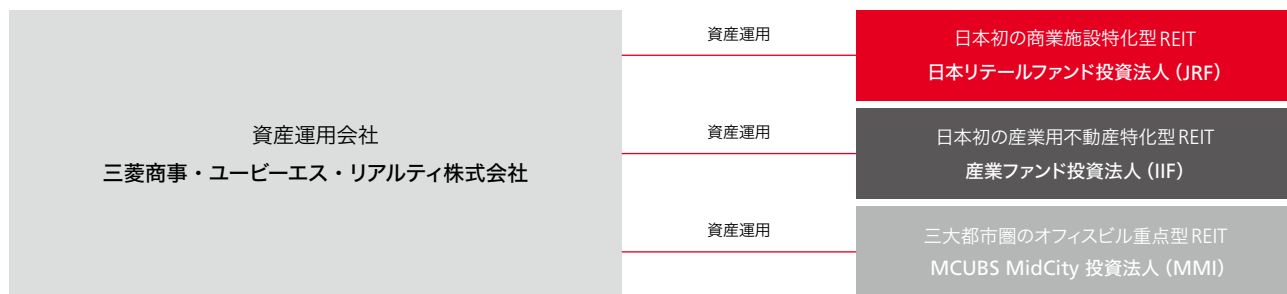 資産運用会社
三菱商事・ユービーエス・リアルティ株式会社
資産運用
日本初の商業施設特化型REIT
日本リテールファンド投資法人(JRF)
資産運用
日本初の産業用不動産特化型REIT
産業ファンド投資法人(IIF)
資産運用
三大都市圏のオフィスビル重点型REIT
MCUBS MidCity 投資法人(MMI)